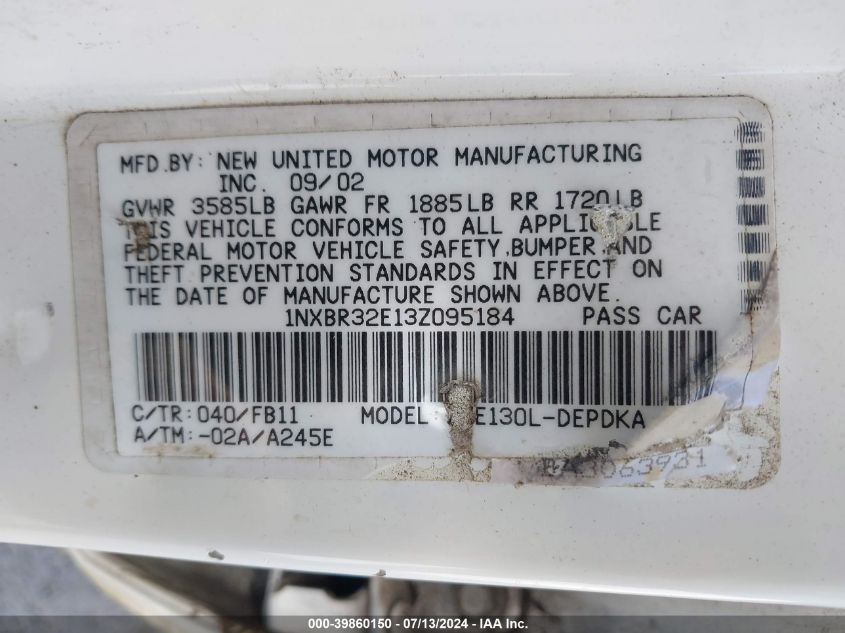 MFD.BY: NEW UNITED MOTOR MANUFACTURING
INC. 09/02
GVWR 3585LB GAWR FR 1885LB RR 1720LB
THIS VEHICLE CONFORMS TO ALL APPLICABLE
FEDERAL MOTOR VEHICLE SAFETY,BUMPER,AND
THEFT PREVENTION STANDARDS IN EFFECT ON
THE DATE OF MANUFACTURE SHOWN ABOVE.
1NXBR32E13Z095184 PASS CAR
C/TR: 040/FB11 MODEL: E130L-DEPDKA
A/TM: -02A/A245E
3063931
000-39860150 - 07/13/2024 - IAA Inc.